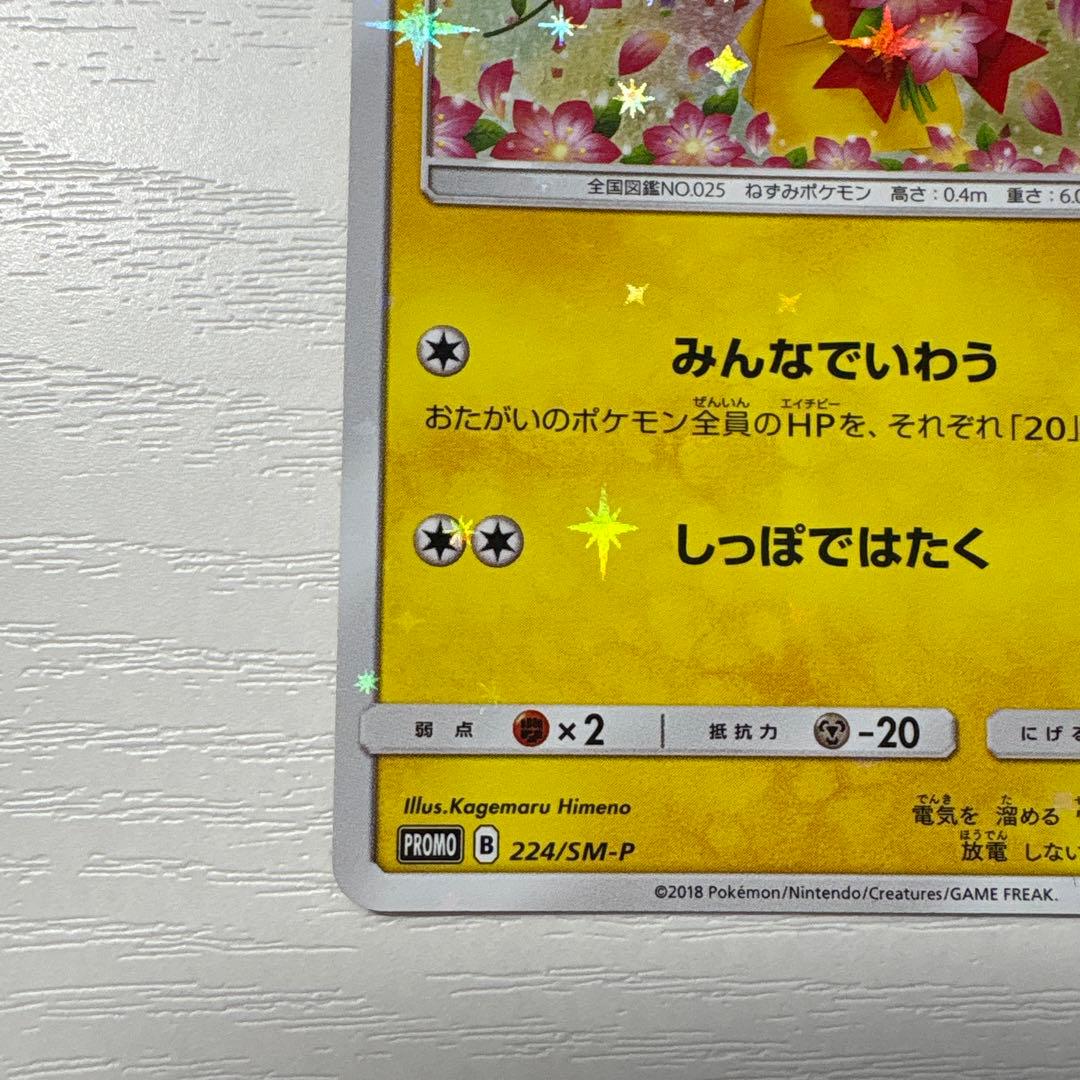 全国図鑑NO.025 ねずみポケモン 高さ：0.4m 重さ：6.0
みんなでいわう
ぜんいん エイチピー
おたがいのポケモン全員のHPを、それぞれ「20」
しっぽではたく
弱点 ×2 抵抗力 -20 にげる
Illus.Kagemaru Himeno
でんき た
電気を 溜める
PROMO B 224/SM-P
ほうでん
放電 しない
©2018 Pokémon/Nintendo/Creatures/GAME FREAK.